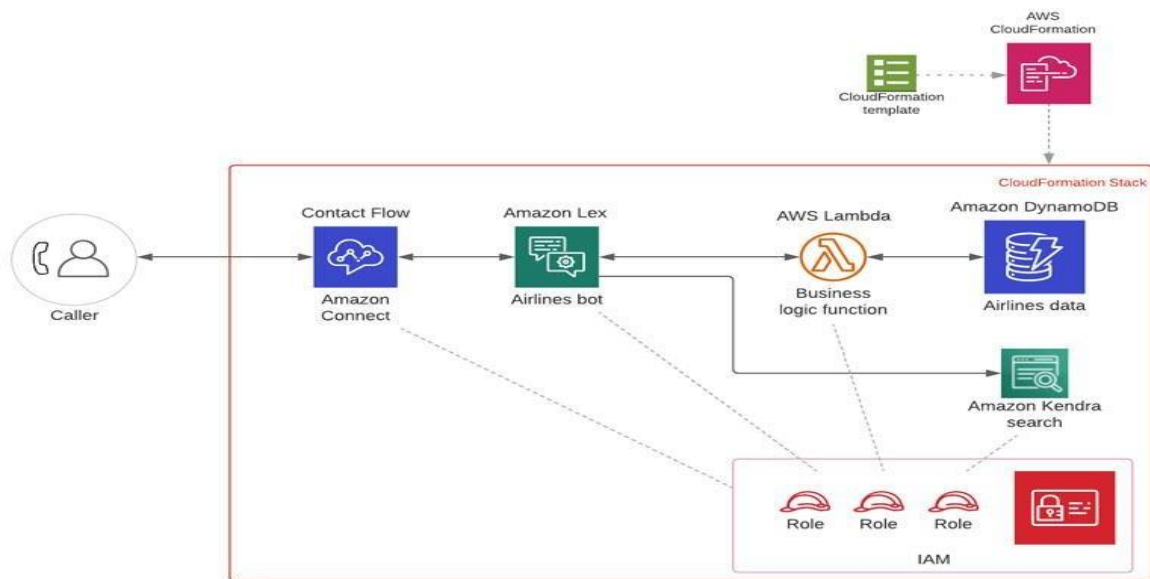 AWS
CloudFormation
CloudFormation
template
CloudFormation Stack
Contact Flow
Amazon Lex
AWS Lambda
Amazon DynamoDB
Caller
Amazon
Connect
Airlines bot
Business
logic function
Airlines data
Amazon Kendra
search
Role
Role
Role
IAM